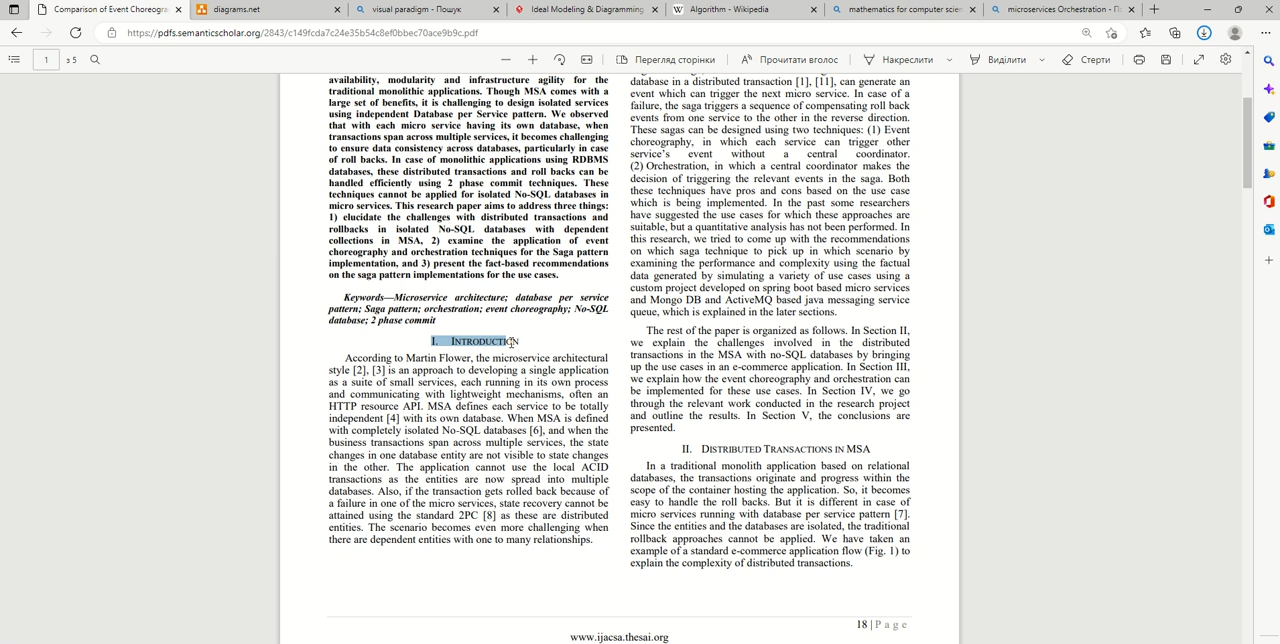 Comparison of Event Choreogra
diagrams.net
visual paradigm - Пошук
Ideal Modeling & Diagramming
Algorithm - Wikipedia
mathematics for computer scie
microservices Orchestration - П
https://pdfs.semanticscholar.org/2843/c149fcda7c24e35b54c8ef0bbec70ace9b9c.pdf
1
з 5
Перегляд сторінки
Прочитати вголос
Накреслити
Виділити
Стерти
availability, modularity and infrastructure agility for the
traditional monolithic applications. Though MSA comes with a
large set of benefits, it is challenging to design isolated services
using independent Database per Service pattern. We observed
that with each micro service having its own database, when
transactions span across multiple services, it becomes challenging
to ensure data consistency across databases, particularly in case
of roll backs. In case of monolithic applications using RDBMS
databases, these distributed transactions and roll backs can be
handled efficiently using 2 phase commit techniques. These
techniques cannot be applied for isolated No-SQL databases in
micro services. This research paper aims to address three things:
1) elucidate the challenges with distributed transactions and
rollbacks in isolated No-SQL databases with dependent
collections in MSA, 2) examine the application of event
choreography and orchestration techniques for the Saga pattern
implementation, and 3) present the fact-based recommendations
on the saga pattern implementations for the use cases.
Keywords—Microservice architecture; database per service
pattern; Saga pattern; orchestration; event choreography; No-SQL
database; 2 phase commit
I. INTRODUCTION
According to Martin Flower, the microservice architectural
style [2], [3] is an approach to developing a single application
as a suite of small services, each running in its own process
and communicating with lightweight mechanisms, often an
HTTP resource API. MSA defines each service to be totally
independent [4] with its own database. When MSA is defined
with completely isolated No-SQL databases [6], and when the
business transactions span across multiple services, the state
changes in one database entity are not visible to state changes
in the other. The application cannot use the local ACID
transactions as the entities are now spread into multiple
databases. Also, if the transaction gets rolled back because of
a failure in one of the micro services, state recovery cannot be
attained using the standard 2PC [8] as these are distributed
entities. The scenario becomes even more challenging when
there are dependent entities with one to many relationships.
database in a distributed transaction [1], [11], can generate an
event which can trigger the next micro service. In case of a
failure, the saga triggers a sequence of compensating roll back
events from one service to the other in the reverse direction.
These sagas can be designed using two techniques: (1) Event
choreography, in which each service can trigger other
service's event without a central coordinator.
(2) Orchestration, in which a central coordinator makes the
decision of triggering the relevant events in the saga. Both
these techniques have pros and cons based on the use case
which is being implemented. In the past some researchers
have suggested the use cases for which these approaches are
suitable, but a quantitative analysis has not been performed. In
this research, we tried to come up with the recommendations
on which saga technique to pick up in which scenario by
examining the performance and complexity using the factual
data generated by simulating a variety of use cases using a
custom project developed on spring boot based micro services
and Mongo DB and ActiveMQ based java messaging service
queue, which is explained in the later sections.
The rest of the paper is organized as follows. In Section II,
we explain the challenges involved in the distributed
transactions in the MSA with no-SQL databases by bringing
up the use cases in an e-commerce application. In Section III,
we explain how the event choreography and orchestration can
be implemented for these use cases. In Section IV, we go
through the relevant work conducted in the research project
and outline the results. In Section V, the conclusions are
presented.
II. DISTRIBUTED TRANSACTIONS IN MSA
In a traditional monolith application based on relational
databases, the transactions originate and progress within the
scope of the container hosting the application. So, it becomes
easy to handle the roll backs. But it is different in case of
micro services running with database per service pattern [7].
Since the entities and the databases are isolated, the traditional
rollback approaches cannot be applied. We have taken an
example of a standard e-commerce application flow (Fig. 1) to
explain the complexity of distributed transactions.
18 | Page
www.ijacsa.thesai.org